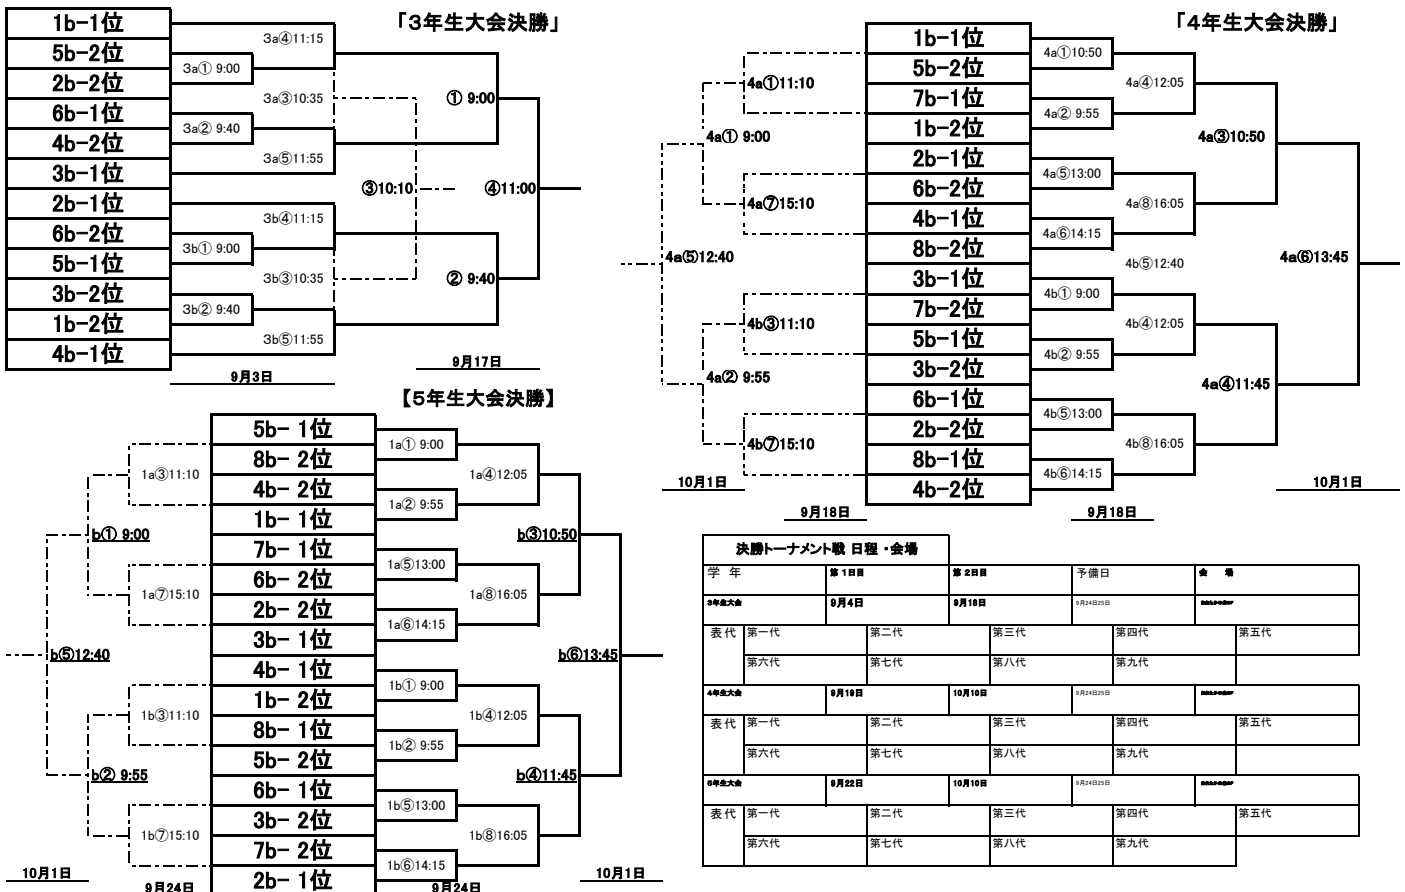 「３年生大会決勝」
1b-1位
5b-2位
2b-2位
6b-1位
4b-2位
3b-1位
2b-1位
6b-2位
5b-1位
3b-2位
1b-2位
4b-1位
3a④11:15
3a① 9:00
3a③10:35
3a② 9:40
3a⑤11:55
3b④11:15
3b① 9:00
3b③10:35
3b② 9:40
3b⑤11:55
① 9:00
③10:10
④11:00
② 9:40
9月3日
9月17日
「４年生大会決勝」
4a①11:10
4a① 9:00
4a⑦15:10
4a⑤12:40
4b③11:10
4a② 9:55
4b⑦15:10
10月1日
9月18日
1b-1位
5b-2位
7b-1位
1b-2位
2b-1位
6b-2位
4b-1位
8b-2位
3b-1位
7b-2位
5b-1位
3b-2位
6b-1位
2b-2位
8b-1位
4b-2位
4a①10:50
4a④12:05
4a② 9:55
4a③10:50
4a⑤13:00
4a⑧16:05
4a⑥14:15
4b⑤12:40
4a⑥13:45
4b① 9:00
4b④12:05
4b② 9:55
4a④11:45
4b⑤13:00
4b⑧16:05
4b⑥14:15
9月18日
10月1日
【５年生大会決勝】
1a③11:10
b① 9:00
1a⑦15:10
b⑤12:40
1b③11:10
b② 9:55
1b⑦15:10
10月1日
9月24日
5b- 1位
8b- 2位
4b- 2位
1b- 1位
7b- 1位
6b- 2位
2b- 2位
3b- 1位
4b- 1位
1b- 2位
8b- 1位
5b- 2位
6b- 1位
3b- 2位
7b- 2位
2b- 1位
1a① 9:00
1a④12:05
1a② 9:55
b③10:50
1a⑤13:00
1a⑧16:05
1a⑥14:15
b⑥13:45
1b① 9:00
1b④12:05
1b② 9:55
b④11:45
1b⑤13:00
1b⑧16:05
1b⑥14:15
9月24日
10月1日
決勝トーナメント戦 日程・会場
学 年 第１日目 第２日目 予備日 会 場
3年生大会 9月4日 9月18日 9月24日25日
表代 第一代 第二代 第三代 第四代 第五代
第六代 第七代 第八代 第九代
4年生大会 9月19日 10月10日 9月24日25日
表代 第一代 第二代 第三代 第四代 第五代
第六代 第七代 第八代 第九代
5年生大会 9月22日 10月10日 9月24日25日
表代 第一代 第二代 第三代 第四代 第五代
第六代 第七代 第八代 第九代